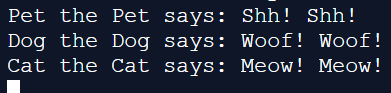 Pet the Pet says: Shh! Shh!
Dog the Dog says: Woof! Woof!
Cat the Cat says: Meow! Meow!